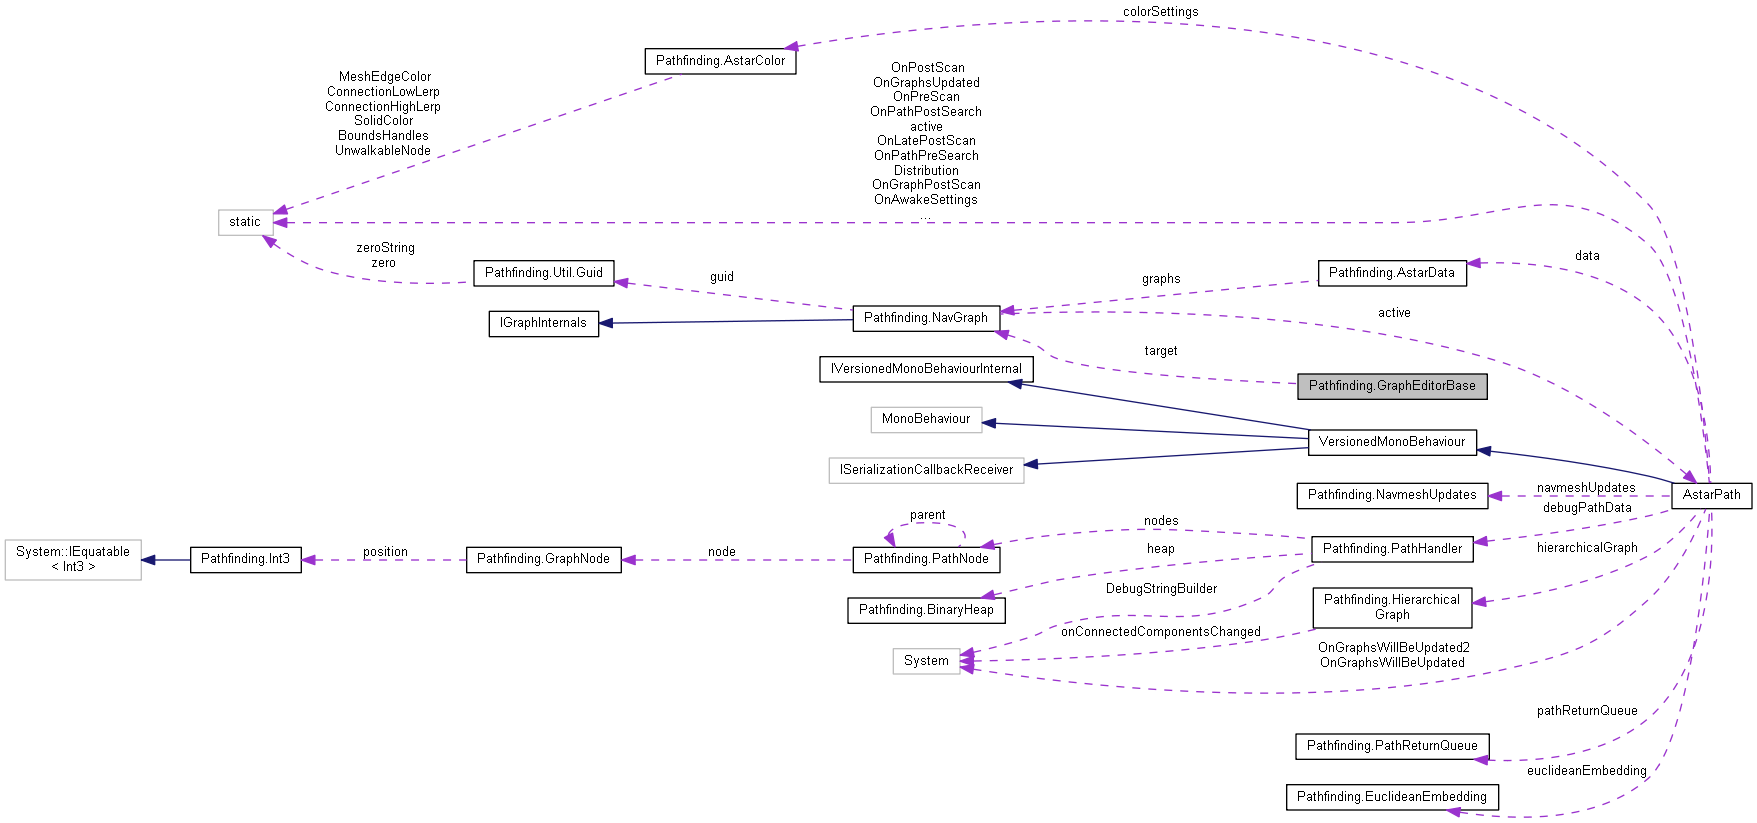 colorSettings
Pathfinding.AstarColor
MeshEdgeColor
ConnectionLowLerp
ConnectionHighLerp
SolidColor
BoundsHandles
UnwalkableNode
OnPostScan
OnGraphsUpdated
OnPreScan
OnPathPostSearch
active
OnLatePostScan
OnPathPreSearch
Distribution
OnGraphPostScan
OnAwakeSettings
...
static
zeroString
zero
Pathfinding.Util.Guid
guid
graphs
Pathfinding.AstarData
data
IGraphInternals
Pathfinding.NavGraph
active
target
IVersionedMonoBehaviourInternal
Pathfinding.GraphEditorBase
MonoBehaviour
VersionedMonoBehaviour
ISerializationCallbackReceiver
Pathfinding.NavmeshUpdates
navmeshUpdates
AstarPath
debugPathData
parent
nodes
System::IEquatable
< Int3 >
Pathfinding.Int3
position
Pathfinding.GraphNode
node
Pathfinding.PathNode
heap
Pathfinding.PathHandler
hierarchicalGraph
DebugStringBuilder
Pathfinding.BinaryHeap
Pathfinding.Hierarchical
Graph
onConnectedComponentsChanged
System
OnGraphsWillBeUpdated2
OnGraphsWillBeUpdated
pathReturnQueue
Pathfinding.PathReturnQueue
euclideanEmbedding
Pathfinding.EuclideanEmbedding